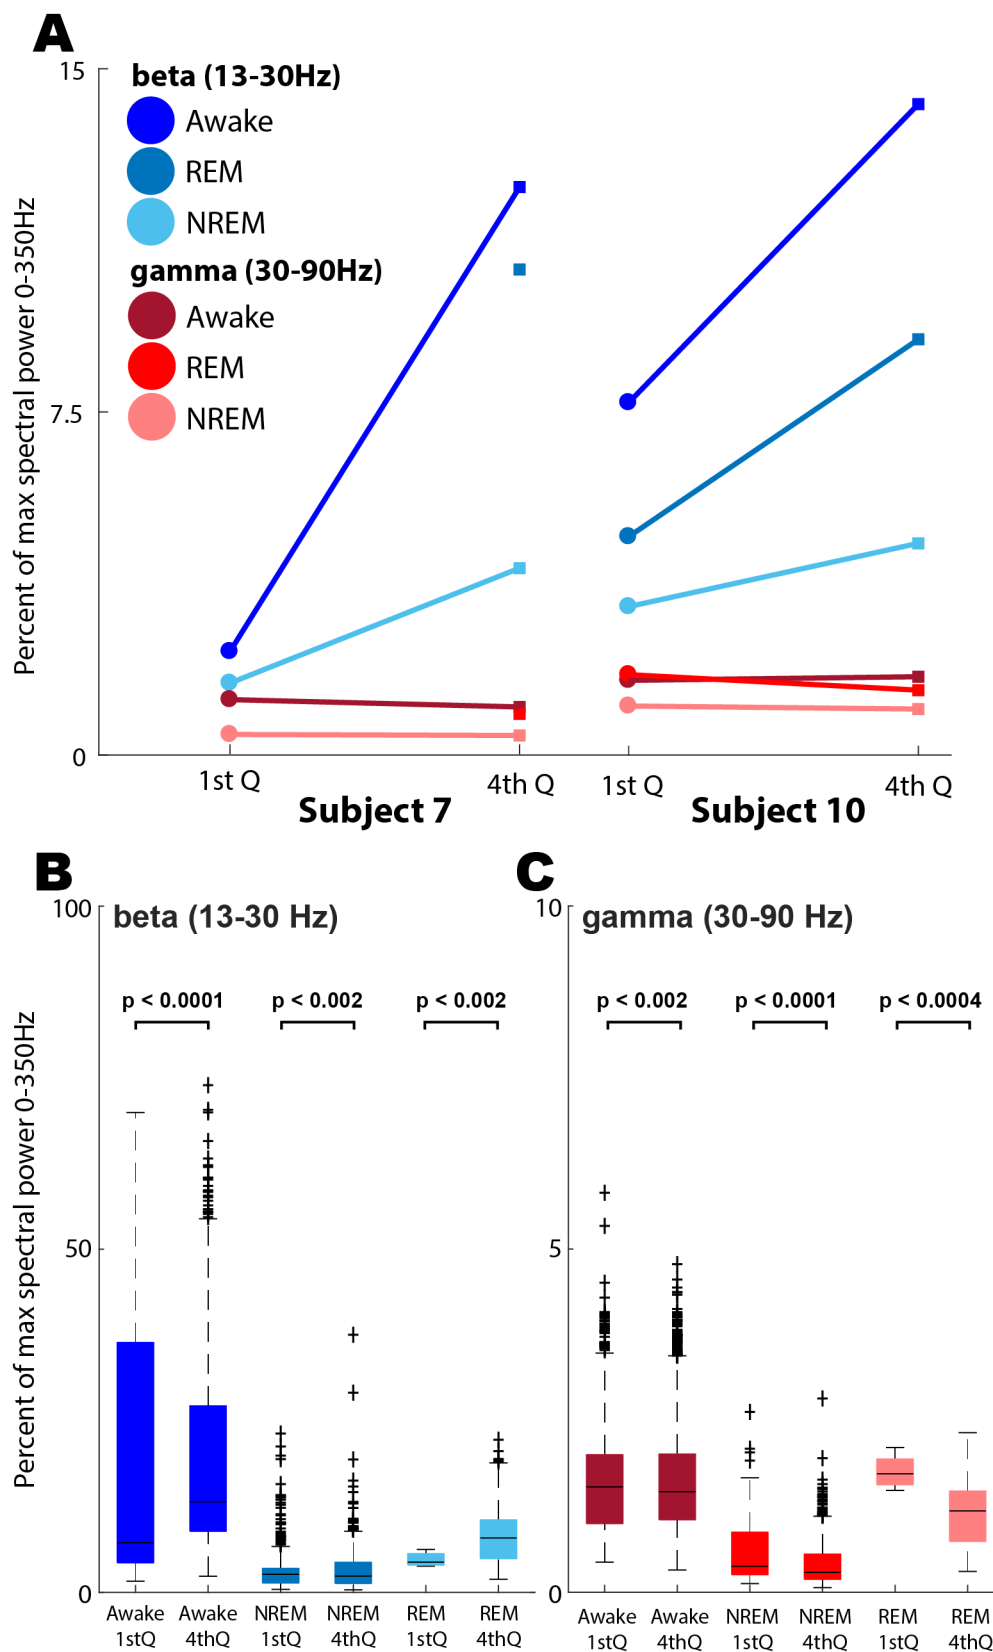 A
15
beta (13-30Hz)
Awake
REM
NREM
gamma (30-90Hz)
Awake
REM
NREM
7.5
0
Percent of max spectral power 0-350Hz
1st Q
4th Q
1st Q
4th Q
Subject 7
Subject 10
B
100
beta (13-30 Hz)
p < 0.0001
p < 0.002
p < 0.002
50
0
Percent of max spectral power 0-350Hz
Awake
1stQ
Awake
4thQ
NREM
1stQ
NREM
4thQ
REM
1stQ
REM
4thQ
C
10
gamma (30-90 Hz)
p < 0.002
p < 0.0001
p < 0.0004
5
0
Awake
1stQ
Awake
4thQ
NREM
1stQ
NREM
4thQ
REM
1stQ
REM
4thQ